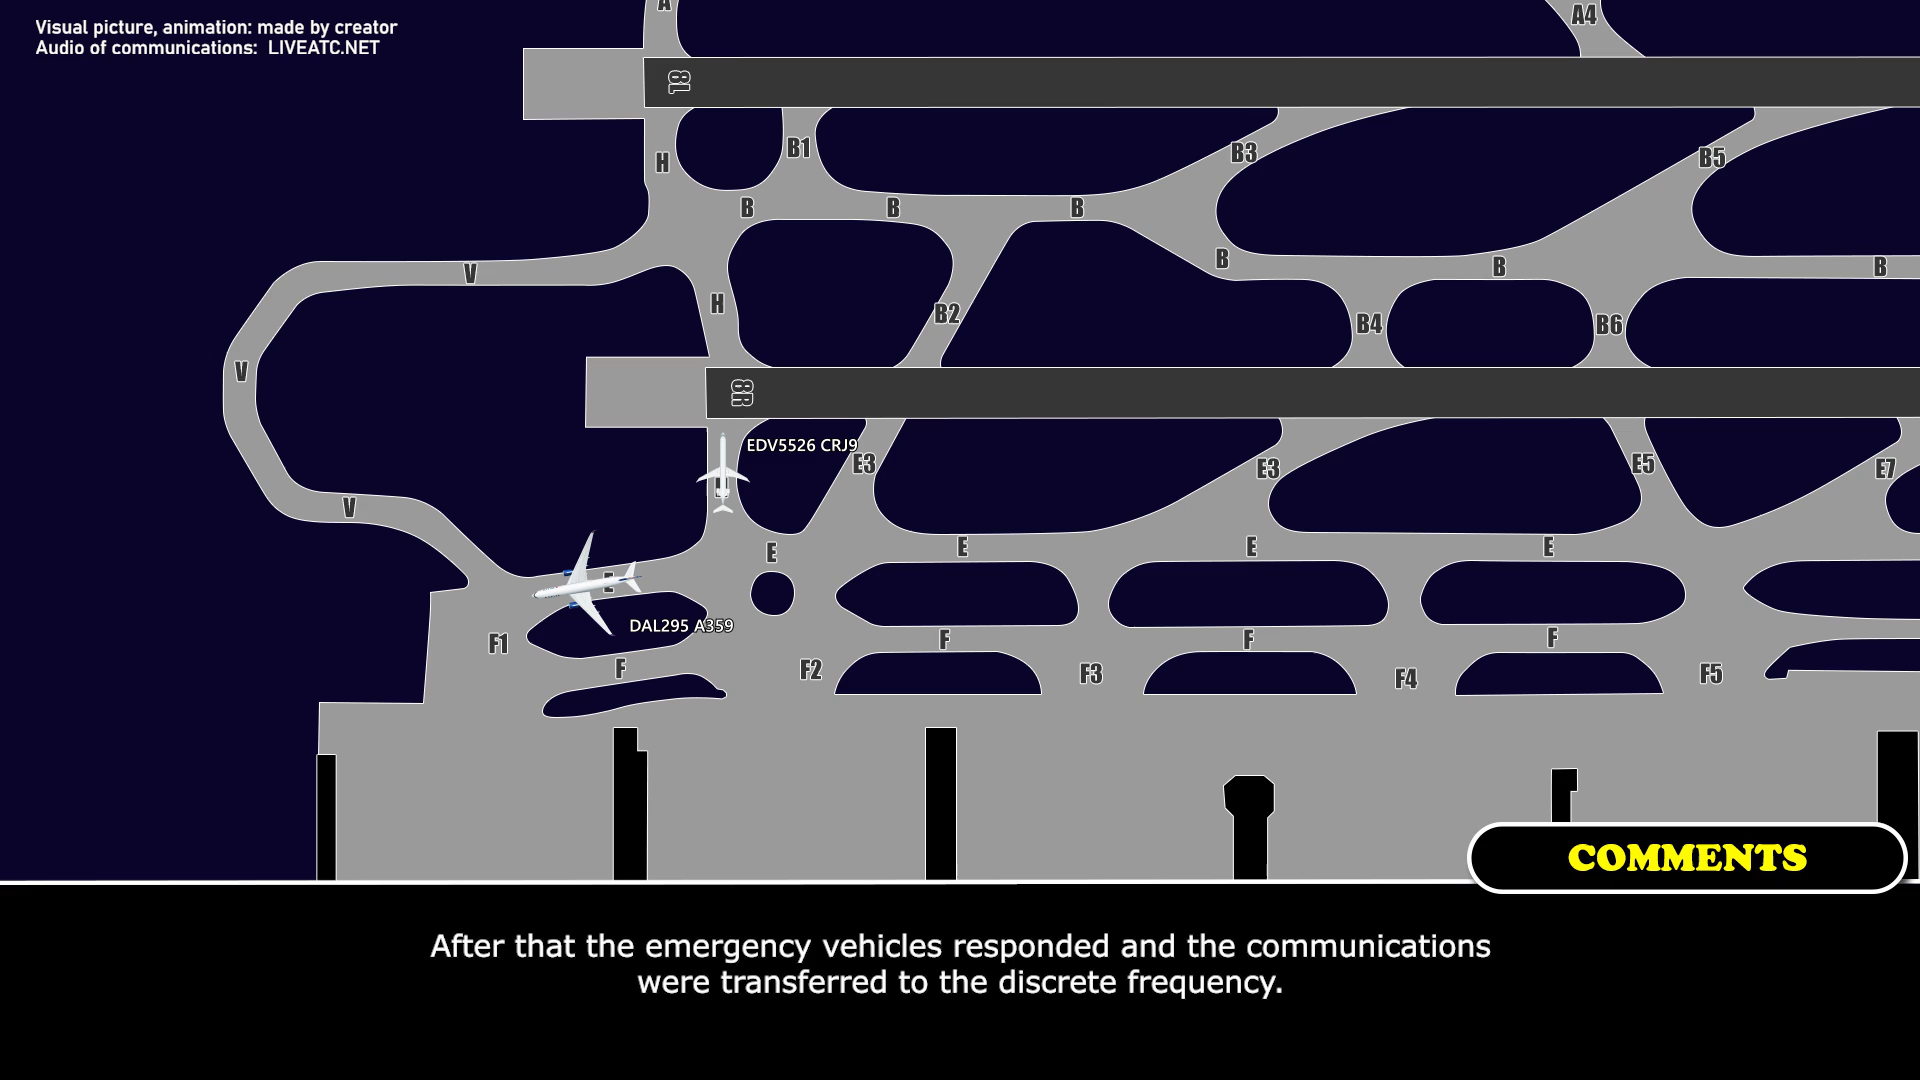 Visual picture, animation: made by creator
Audio of communications: LIVEATC.NET
A
A4
8L
H
B1
B3
B5
B
B
B
B
B
B
V
V
V
H
B2
B4
B6
8R
EDV5526 CRJ9
E3
E3
E5
E7
E
E
E
E
E
DAL295 A359
F1
F
F2
F
F3
F
F4
F
F5
COMMENTS
After that the emergency vehicles responded and the communications
were transferred to the discrete frequency.